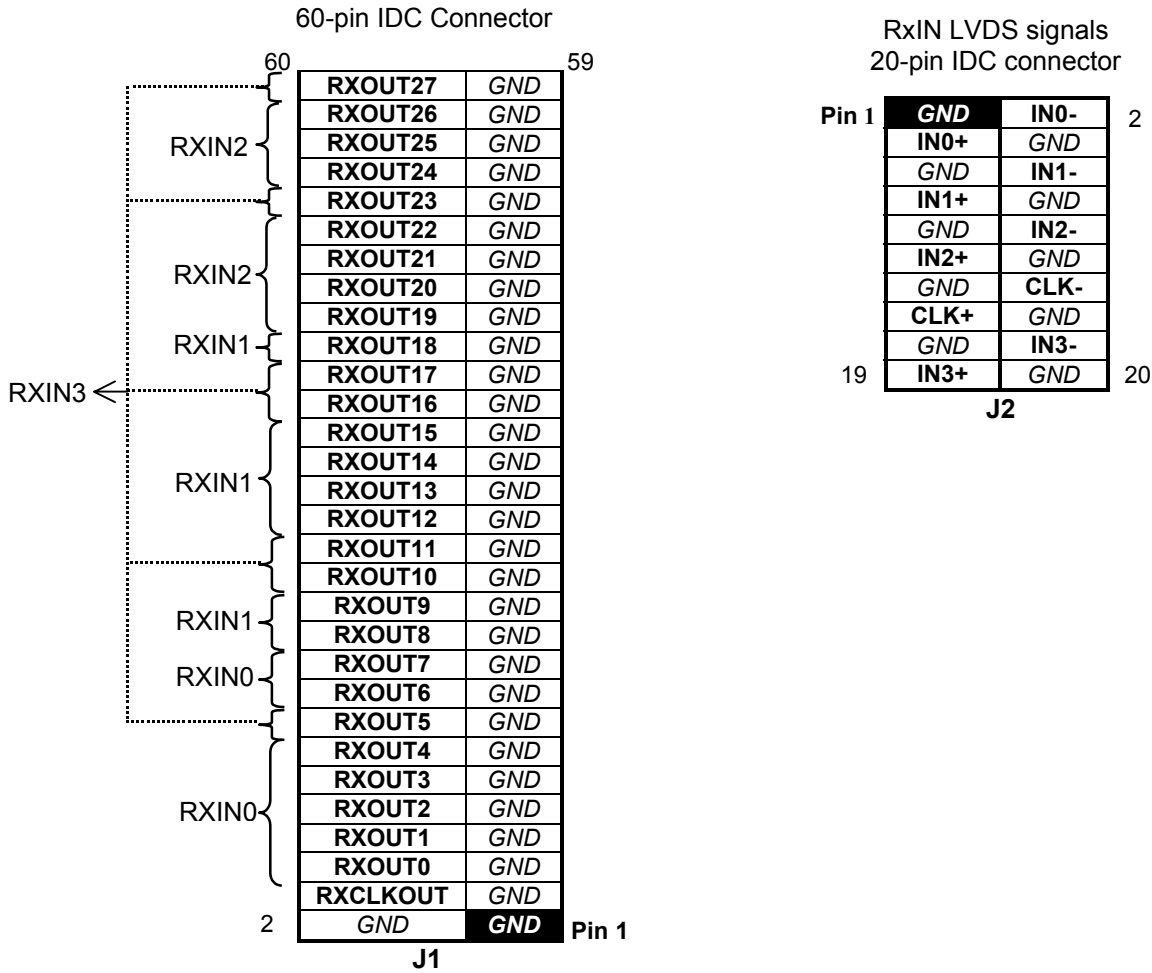 60-pin IDC Connector
60 59
RXOUT27 GND
RXOUT26 GND
RXIN2 RXOUT25 GND
RXOUT24 GND
RXOUT23 GND
RXOUT22 GND
RXIN2 RXOUT21 GND
RXOUT20 GND
RXOUT19 GND
RXIN1 RXOUT18 GND
RXOUT17 GND
RXIN3 RXOUT16 GND
RXOUT15 GND
RXOUT14 GND
RXIN1 RXOUT13 GND
RXOUT12 GND
RXOUT11 GND
RXOUT10 GND
RXIN1 RXOUT9 GND
RXOUT8 GND
RXIN0 RXOUT7 GND
RXOUT6 GND
RXOUT5 GND
RXOUT4 GND
RXOUT3 GND
RXIN0 RXOUT2 GND
RXOUT1 GND
RXOUT0 GND
RXCLKOUT GND
2 GND GND Pin 1
J1
RxIN LVDS signals
20-pin IDC connector
Pin 1 GND IN0- 2
IN0+ GND
GND IN1-
IN1+ GND
GND IN2-
IN2+ GND
GND CLK-
CLK+ GND
GND IN3-
19 IN3+ GND 20
J2